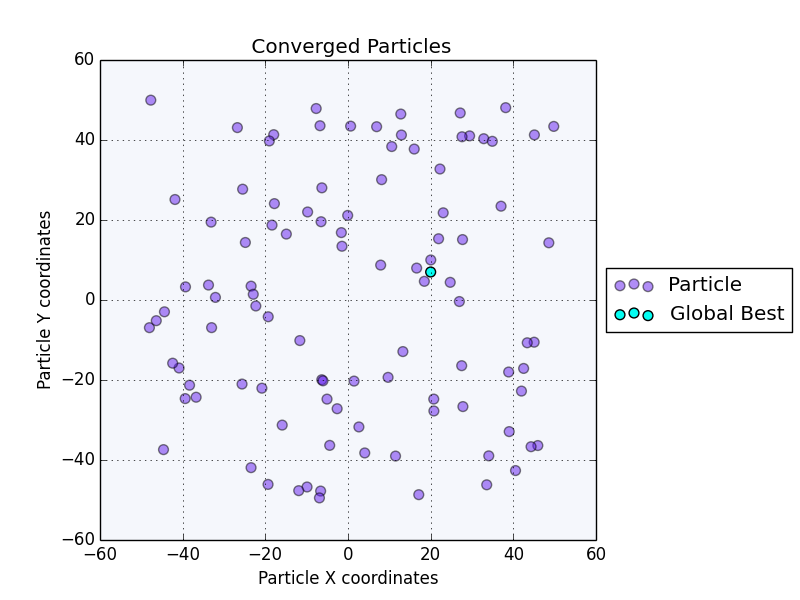 Converged Particles
60
40
20
0
−20
−40
−60
−60 −40 −20 0 20 40 60
Particle X coordinates
Particle Y coordinates
Particle
Global Best